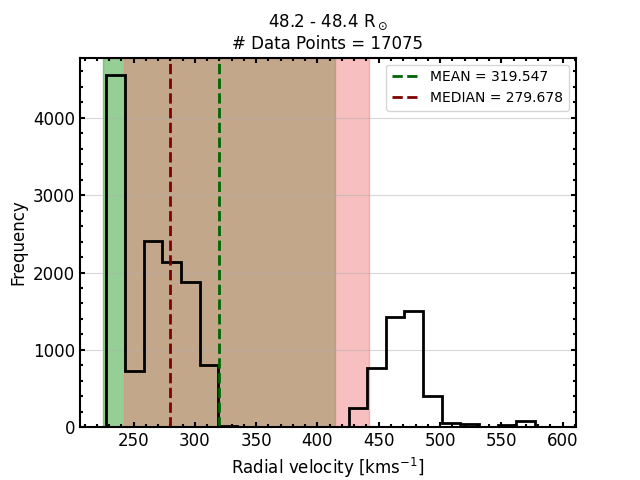 48.2 - 48.4 R⊙
# Data Points = 17075
MEAN = 319.547
MEDIAN = 279.678
Frequency
4000
3000
2000
1000
0
250 300 350 400 450 500 550 600
Radial velocity [kms⁻¹]